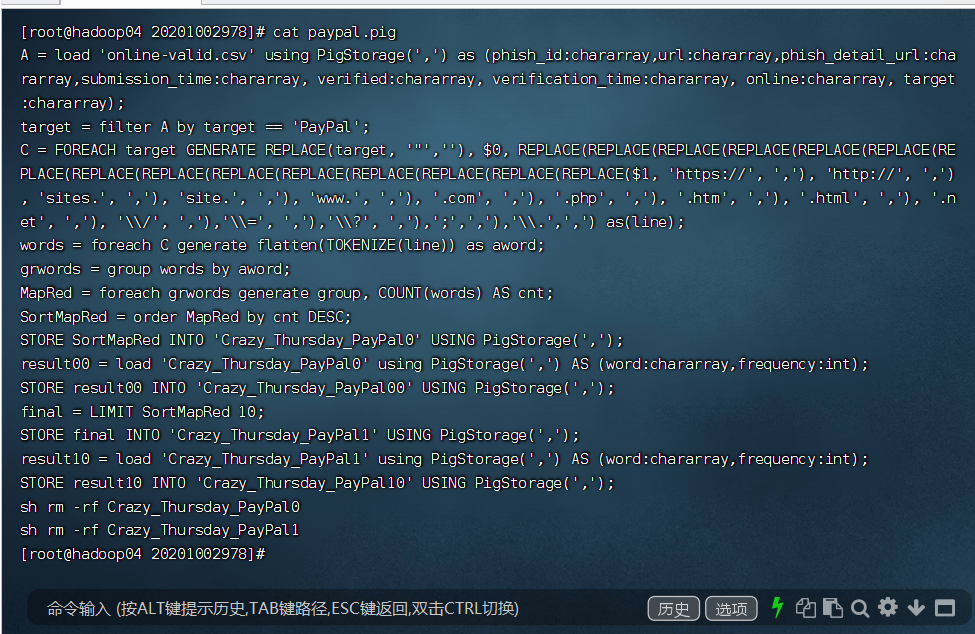 [root@hadoop04 20201002978]# cat paypal.pig
A = load 'online-valid.csv' using PigStorage(',') as (phish_id:chararray,url:chararray,phish_detail_url:cha
rarray,submission_time:chararray, verified:chararray, verification_time:chararray, online:chararray, target
:chararray);
target = filter A by target == 'PayPal';
C = FOREACH target GENERATE REPLACE(target, '"',''), $0, REPLACE(REPLACE(REPLACE(REPLACE(REPLACE(REPLACE(RE
PLACE(REPLACE(REPLACE(REPLACE(REPLACE(REPLACE(REPLACE(REPLACE(REPLACE($1, 'https://', ','), 'http://', ',')
, 'sites.', ','), 'site.', ','), 'www.', ','), '.com', ','), '.php', ','), '.htm', ','), '.html', ','), '.n
et', ','), '\\/', ','),'\\=', ','),'\\?', ','),';',','),'\\.',',') as(line);
words = foreach C generate flatten(TOKENIZE(line)) as aword;
grwords = group words by aword;
MapRed = foreach grwords generate group, COUNT(words) AS cnt;
SortMapRed = order MapRed by cnt DESC;
STORE SortMapRed INTO 'Crazy_Thursday_PayPal0' USING PigStorage(',');
result00 = load 'Crazy_Thursday_PayPal0' using PigStorage(',') AS (word:chararray,frequency:int);
STORE result00 INTO 'Crazy_Thursday_PayPal00' USING PigStorage(',');
final = LIMIT SortMapRed 10;
STORE final INTO 'Crazy_Thursday_PayPal1' USING PigStorage(',');
result10 = load 'Crazy_Thursday_PayPal1' using PigStorage(',') AS (word:chararray,frequency:int);
STORE result10 INTO 'Crazy_Thursday_PayPal10' USING PigStorage(',');
sh rm -rf Crazy_Thursday_PayPal0
sh rm -rf Crazy_Thursday_PayPal1
[root@hadoop04 20201002978]#
命令输入 (按ALT键提示历史,TAB键路径,ESC键返回,双击CTRL切换) 历史 选项